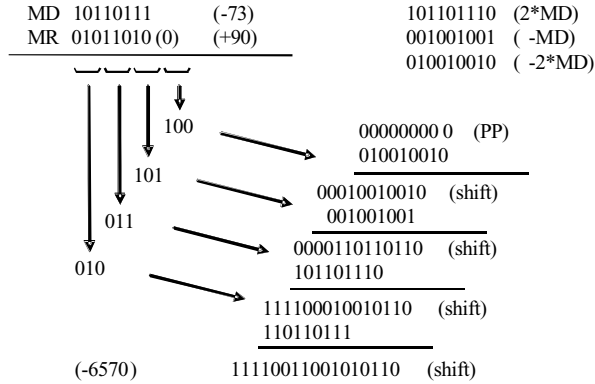 MD 10110111 (-73) 101101110 (2*MD)
MR 01011010 (0) (+90) 001001001 ( -MD)
010010010 ( -2*MD)
100
00000000 0 (PP)
010010010
101
00010010010 (shift)
001001001
011
0000110110110 (shift)
101101110
010
111100010010110 (shift)
110110111
(-6570) 11110011001010110 (shift)